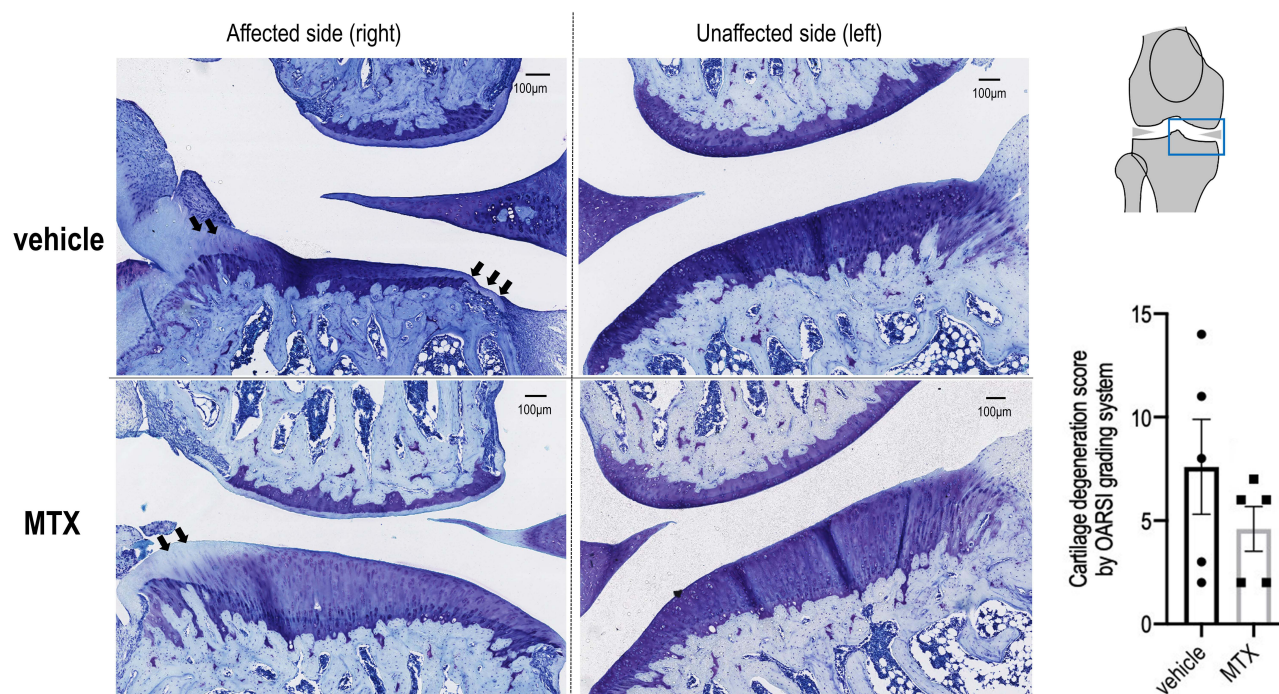 Affected side (right)
Unaffected side (left)
100μm
100μm
vehicle
100μm
100μm
MTX
Cartilage degeneration score
by OARSI grading system
15
10
5
0
vehicle
MTX